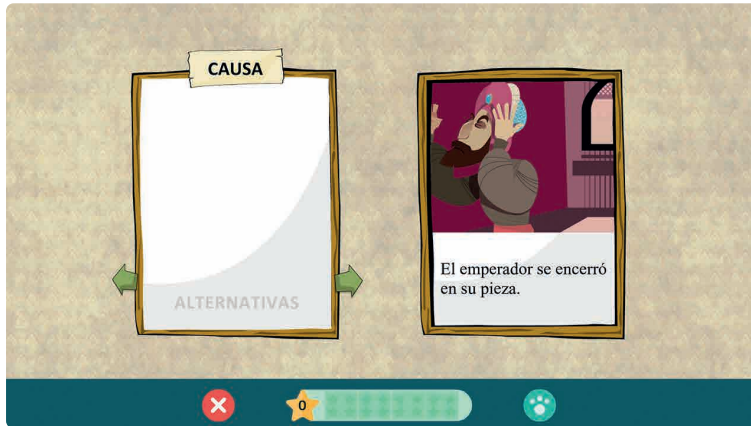 CAUSA
ALTERNATIVAS
El emperador se encerró
en su pieza.
0